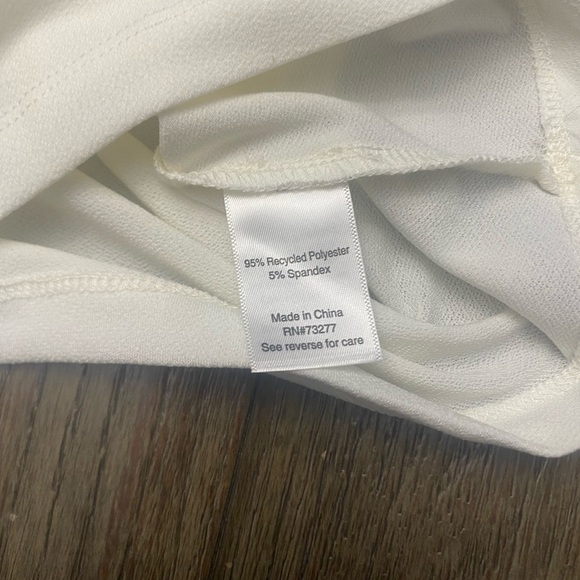 95% Recycled Polyester
5% Spandex
Made in China
RN#73277
See reverse for care